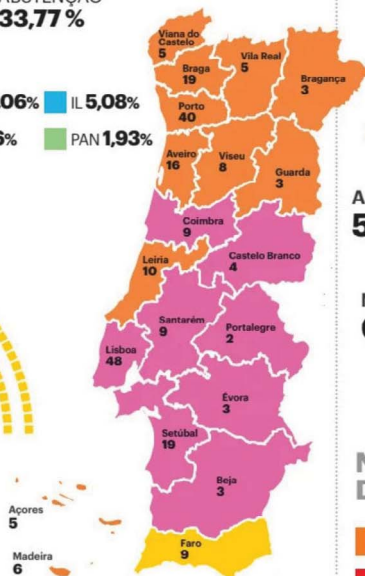 33,77 %
06% IL 5,08%
6% PAN 1,93%
Viana do
Castelo
5
Braga
19
Vila Real
5
Bragança
3
Porto
40
Aveiro
16
Viseu
8
Guarda
3
Coimbra
9
Castelo Branco
4
Leiria
10
Santarém
9
Portalegre
2
Lisboa
48
Évora
3
Setúbal
19
Beja
3
Faro
9
Açores
5
Madeira
6
A
5